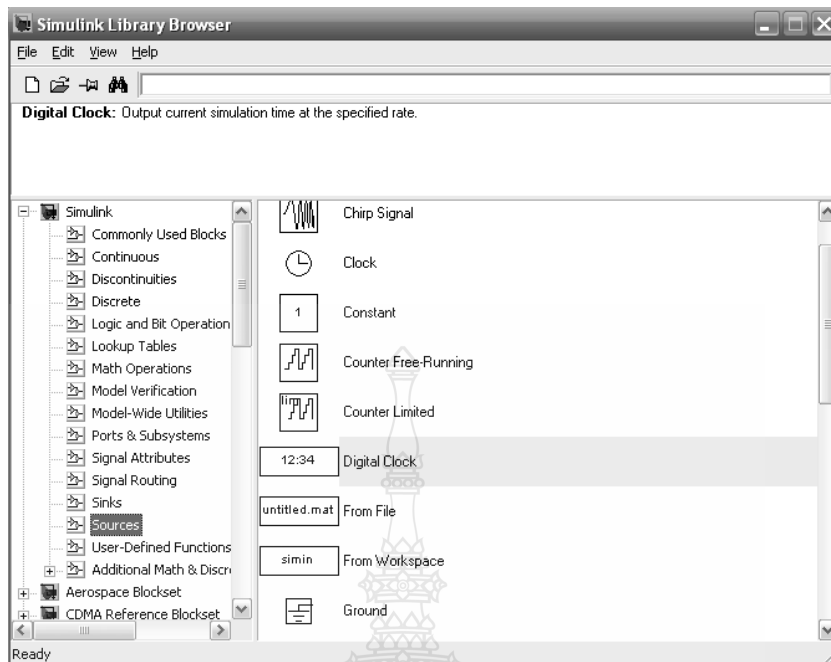 Simulink Library Browser
File Edit View Help
Digital Clock: Output current simulation time at the specified rate.
Simulink
Commonly Used Blocks
Continuous
Discontinuities
Discrete
Logic and Bit Operation
Lookup Tables
Math Operations
Model Verification
Model-Wide Utilities
Ports & Subsystems
Signal Attributes
Signal Routing
Sinks
Sources
User-Defined Functions
Additional Math & Discr
Aerospace Blockset
CDMA Reference Blockset
Chirp Signal
Clock
1 Constant
Counter Free-Running
lim Counter Limited
12:34 Digital Clock
untitled.mat From File
simin From Workspace
Ground
Ready